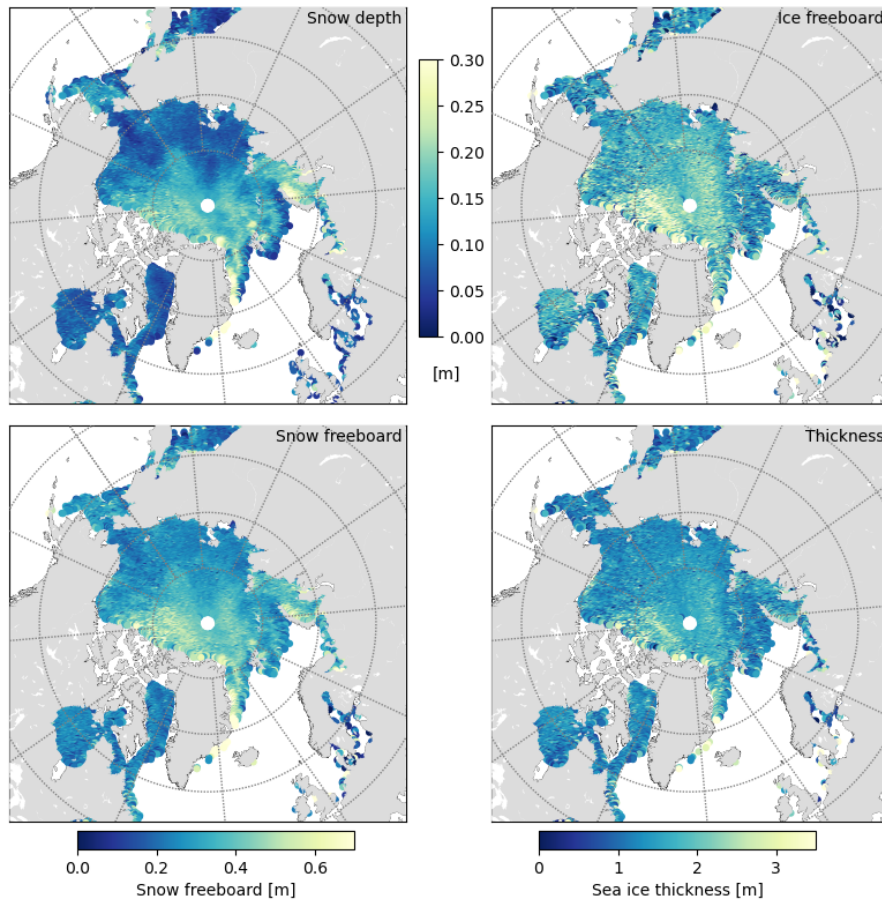 Snow depth
Ice freeboard
0.30
0.25
0.20
0.15
0.10
0.05
0.00
[m]
Snow freeboard
Thickness
0.0 0.2 0.4 0.6
Snow freeboard [m]
0 1 2 3
Sea ice thickness [m]